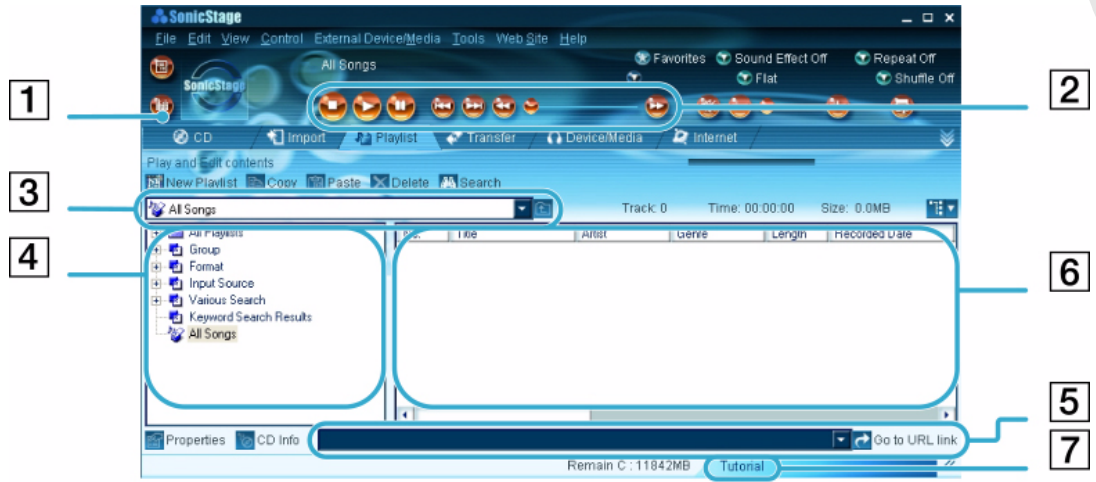 SonicStage
File Edit View Control External Device/Media Tools Web Site Help
All Songs
Favorites Sound Effect Off Repeat Off
SonicStage
Flat Shuffle Off
1
2
CD Import Playlist Transfer Device/Media Internet
Play and Edit contents
New Playlist Copy Paste Delete Search
3
All Songs Track: 0 Time: 00:00:00 Size: 0.0MB
All Playlists No. Title Artist Genre Length Recorded Date
4
Group
Format
6
Input Source
Various Search
Keyword Search Results
All Songs
5
Properties CD Info Go to URL link
7
Remain C : 11842MB Tutorial